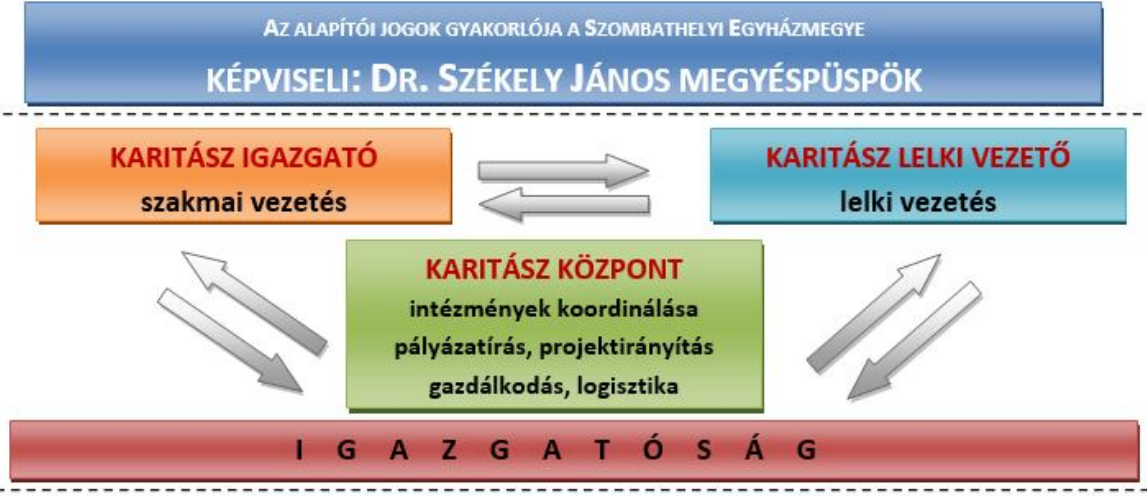 AZ ALAPÍTÓI JOGOK GYAKORLÓJA A SZOMBATHELYI EGYHÁZMEGYE
KÉPVISELI: DR. SZÉKELY JÁNOS MEGYÉSPÜSPÖK
KARITÁSZ IGAZGATÓ
szakmai vezetés
KARITÁSZ LELKI VEZETŐ
lelki vezetés
KARITÁSZ KÖZPONT
intézmények koordinálása
pályázatírás, projektirányítás
gazdálkodás, logisztika
I G A Z G A T Ó S Á G